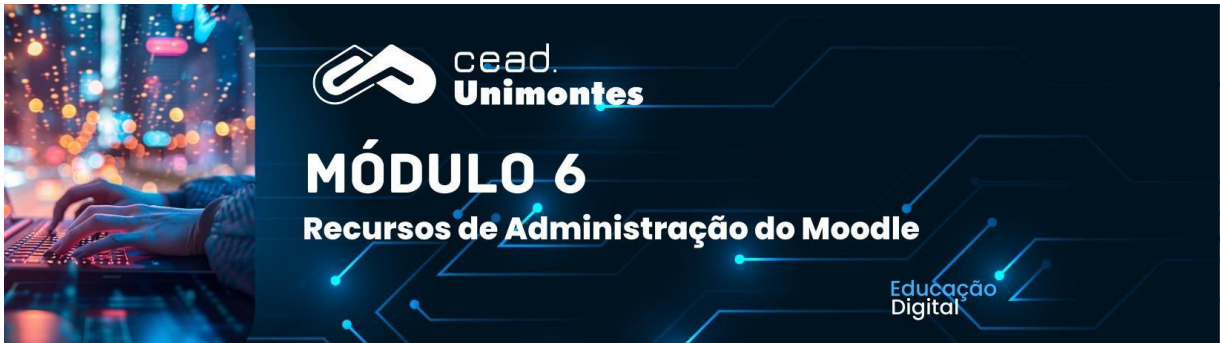 cead.
Unimontes
MÓDULO 6
Recursos de Administração do Moodle
Educação
Digital